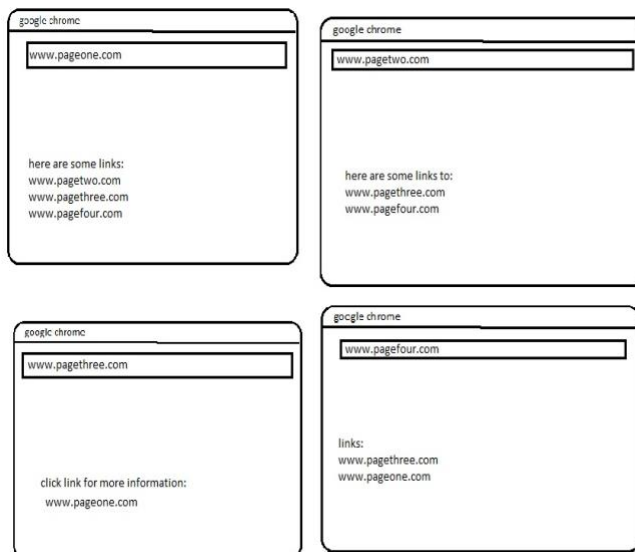 google chrome
www.pageone.com
here are some links:
www.pagetwo.com
www.pagethree.com
www.pagefour.com
google chrome
www.pagetwo.com
here are some links to:
www.pagethree.com
www.pagefour.com
google chrome
www.pagethree.com
click link for more information:
www.pageone.com
google chrome
www.pagefour.com
links:
www.pagethree.com
www.pageone.com